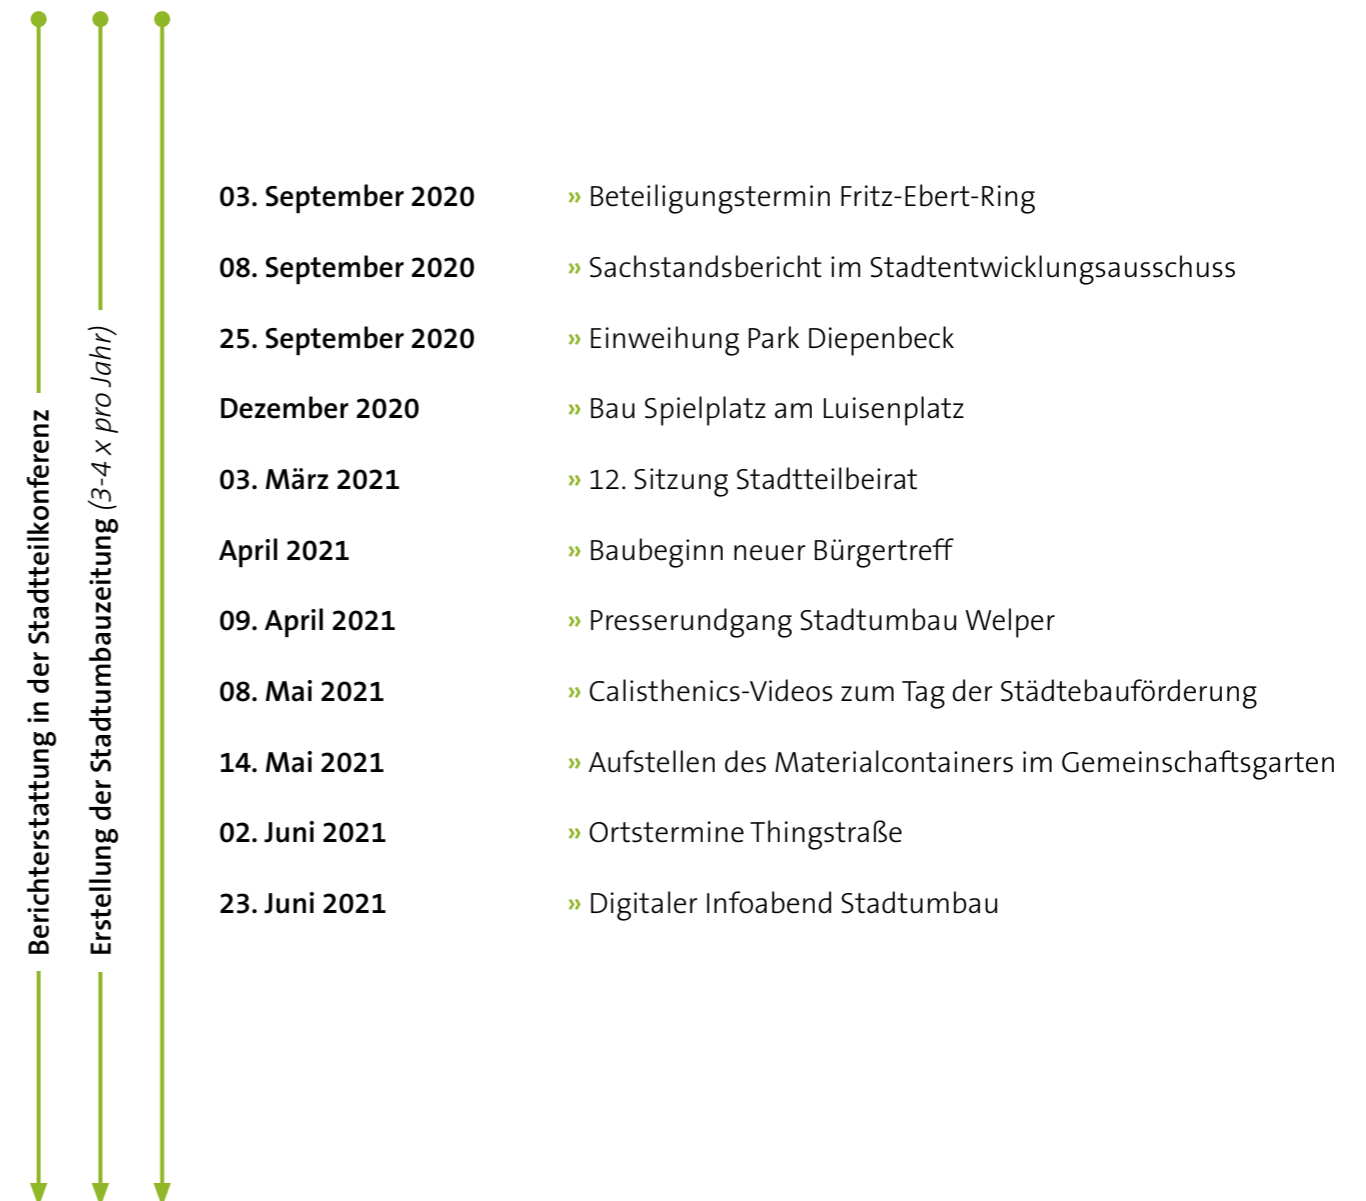 Berichterstattung in der Stadtteilkonferenz
Erstellung der Stadtumbauzeitung (3-4 x pro Jahr)
03. September 2020 » Beteiligungstermin Fritz-Ebert-Ring
08. September 2020 » Sachstandsbericht im Stadtentwicklungsausschuss
25. September 2020 » Einweihung Park Diepenbeck
Dezember 2020 » Bau Spielplatz am Luisenplatz
03. März 2021 » 12. Sitzung Stadtteilbeirat
April 2021 » Baubeginn neuer Bürgertreff
09. April 2021 » Presserundgang Stadtumbau Welper
08. Mai 2021 » Calisthenics-Videos zum Tag der Städtebauförderung
14. Mai 2021 » Aufstellen des Materialcontainers im Gemeinschaftsgarten
02. Juni 2021 » Ortstermine Thingstraße
23. Juni 2021 » Digitaler Infoabend Stadtumbau